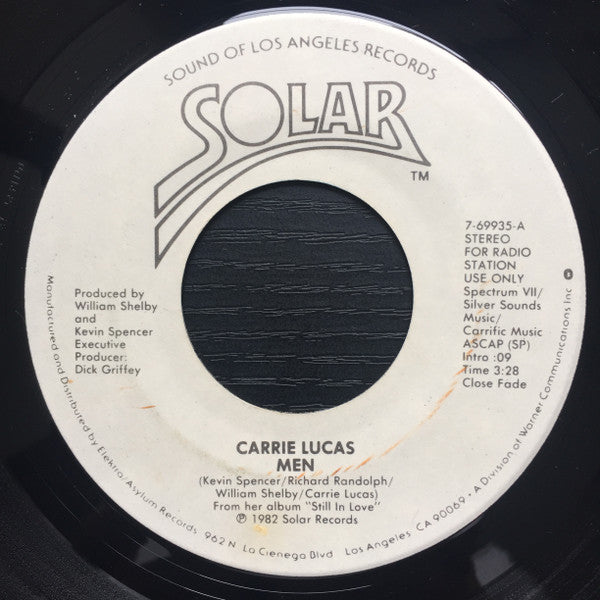 SOUND OF LOS ANGELES RECORDS
SOLAR
TM
7-69935-A
STEREO
FOR RADIO
STATION
USE ONLY
Spectrum VII/
Silver Sounds
Music/
Carrific Music
ASCAP (SP)
Intro :09
Time 3:28
Close Fade
Produced by
William Shelby
and
Kevin Spencer
Executive
Producer:
Dick Griffey
CARRIE LUCAS
MEN
(Kevin Spencer/Richard Randolph/
William Shelby/Carrie Lucas)
From her album "Still In Love"
℗ 1982 Solar Records
Manufactured and Distributed by Elektra/Asylum Records 962 N. La Cienega Blvd Los Angeles, CA 90069 • A Division of Warner Communications Inc